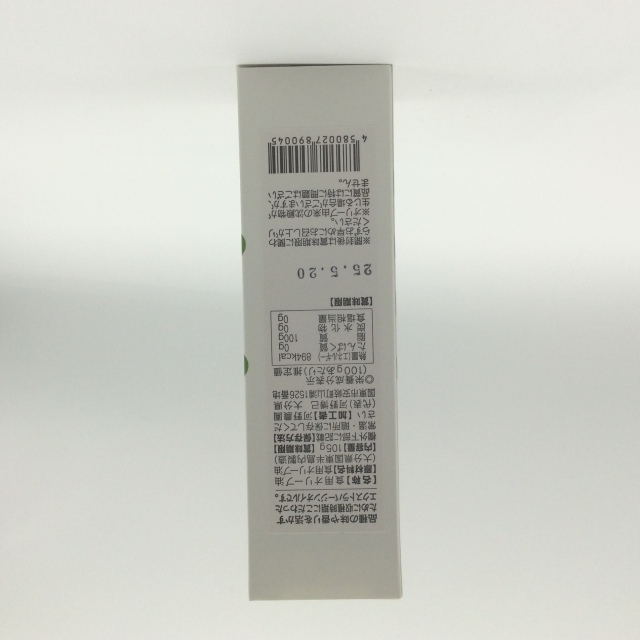 品種の味や香りを活かす
ために収穫時期にこだわった
エクストラバージンオイルです。
【名称】食用オリーブ油
【原材料名】食用オリーブ油
(大分県国東半島内製造)
【内容量】105g【賞味期限】
欄外下部に記載【保存方法】
常温・暗所に保存してくだ
さい【加工者】河野農園
(代表)河野博己 大分県
国東市安岐町山浦1526番地
◎栄養成分表示
(100gあたり)推定値
熱量(エネルギー) 894kcal
たんぱく質 0g
脂質 100g
炭水化物 0g
食塩相当量 0g
【賞味期限】
25.5.20
※開封後は賞味期限に関わ
らずお早めにお召し上がり
ください。
※オリーブ由来の沈殿物が
生じる場合がございますが、
品質には特に問題はござい
ません。
4 580027 890045